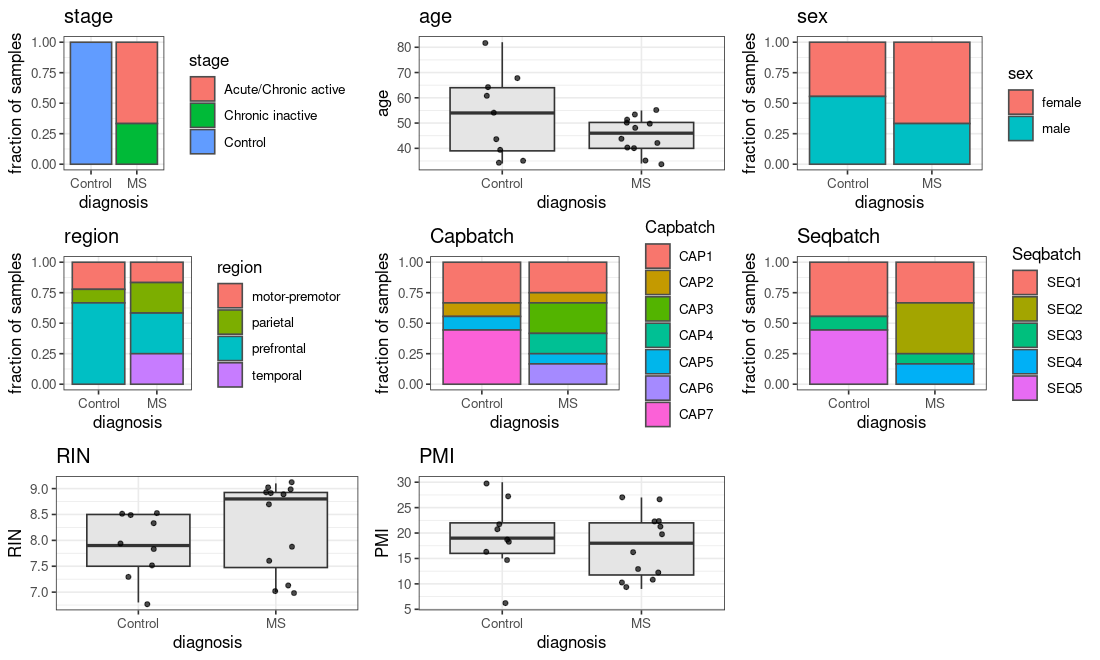 stage
fraction of samples
1.00
0.75
0.50
0.25
0.00
Control
MS
diagnosis
stage
Acute/Chronic active
Chronic inactive
Control
age
age
80
70
60
50
40
Control
MS
diagnosis
sex
fraction of samples
1.00
0.75
0.50
0.25
0.00
Control
MS
diagnosis
sex
female
male
region
fraction of samples
1.00
0.75
0.50
0.25
0.00
Control
MS
diagnosis
region
motor-premotor
parietal
prefrontal
temporal
Capbatch
fraction of samples
1.00
0.75
0.50
0.25
0.00
Control
MS
diagnosis
Capbatch
CAP1
CAP2
CAP3
CAP4
CAP5
CAP6
CAP7
Seqbatch
fraction of samples
1.00
0.75
0.50
0.25
0.00
Control
MS
diagnosis
Seqbatch
SEQ1
SEQ2
SEQ3
SEQ4
SEQ5
RIN
RIN
9.0
8.5
8.0
7.5
7.0
Control
MS
diagnosis
PMI
PMI
30
25
20
15
10
5
Control
MS
diagnosis